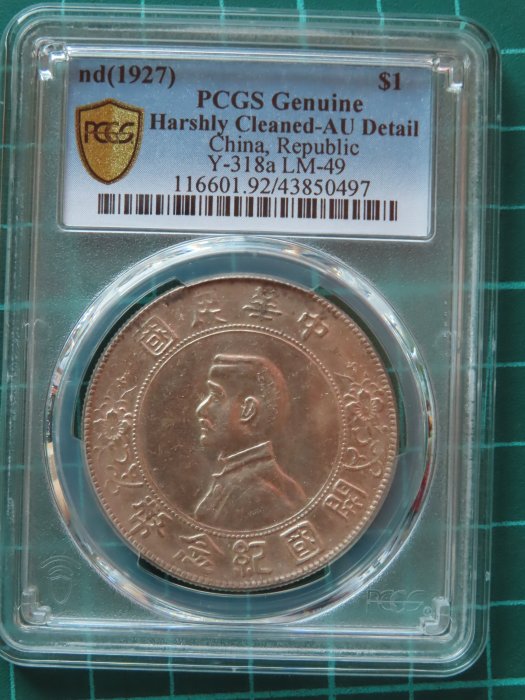 nd(1927) $1
PCGS Genuine
Harshly Cleaned-AU Detail
China, Republic
Y-318a LM-49
116601.92/43850497
PCGS
中華民國
開國紀念幣
PCGS